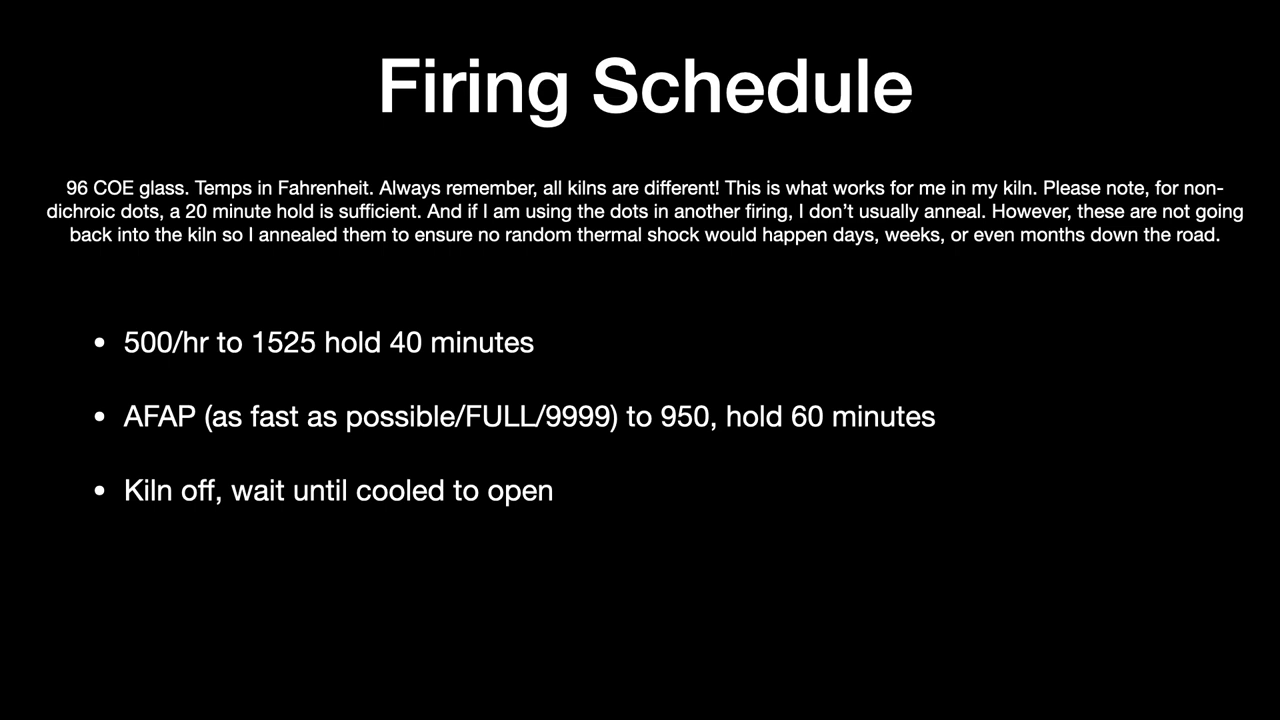 Firing Schedule
96 COE glass. Temps in Fahrenheit. Always remember, all kilns are different! This is what works for me in my kiln. Please note, for non-
dichroic dots, a 20 minute hold is sufficient. And if I am using the dots in another firing, I don’t usually anneal. However, these are not going
back into the kiln so I annealed them to ensure no random thermal shock would happen days, weeks, or even months down the road.
• 500/hr to 1525 hold 40 minutes
• AFAP (as fast as possible/FULL/9999) to 950, hold 60 minutes
• Kiln off, wait until cooled to open